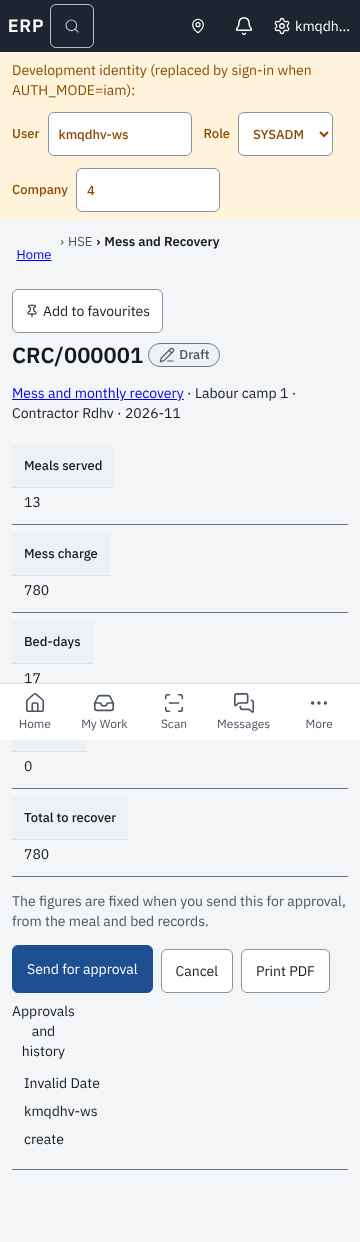 ERP
kmqdh...
Development identity (replaced by sign-in when
AUTH_MODE=iam):
User
kmqdhv-ws
Role
SYSADM
Company
4
Home
› HSE › Mess and Recovery
Add to favourites
CRC/000001
Draft
Mess and monthly recovery · Labour camp 1 ·
Contractor Rdhv · 2026-11
Meals served
13
Mess charge
780
Bed-days
17
Home
My Work
Scan
Messages
More
0
Total to recover
780
The figures are fixed when you send this for approval,
from the meal and bed records.
Send for approval
Cancel
Print PDF
Approvals
and
history
Invalid Date
kmqdhv-ws
create